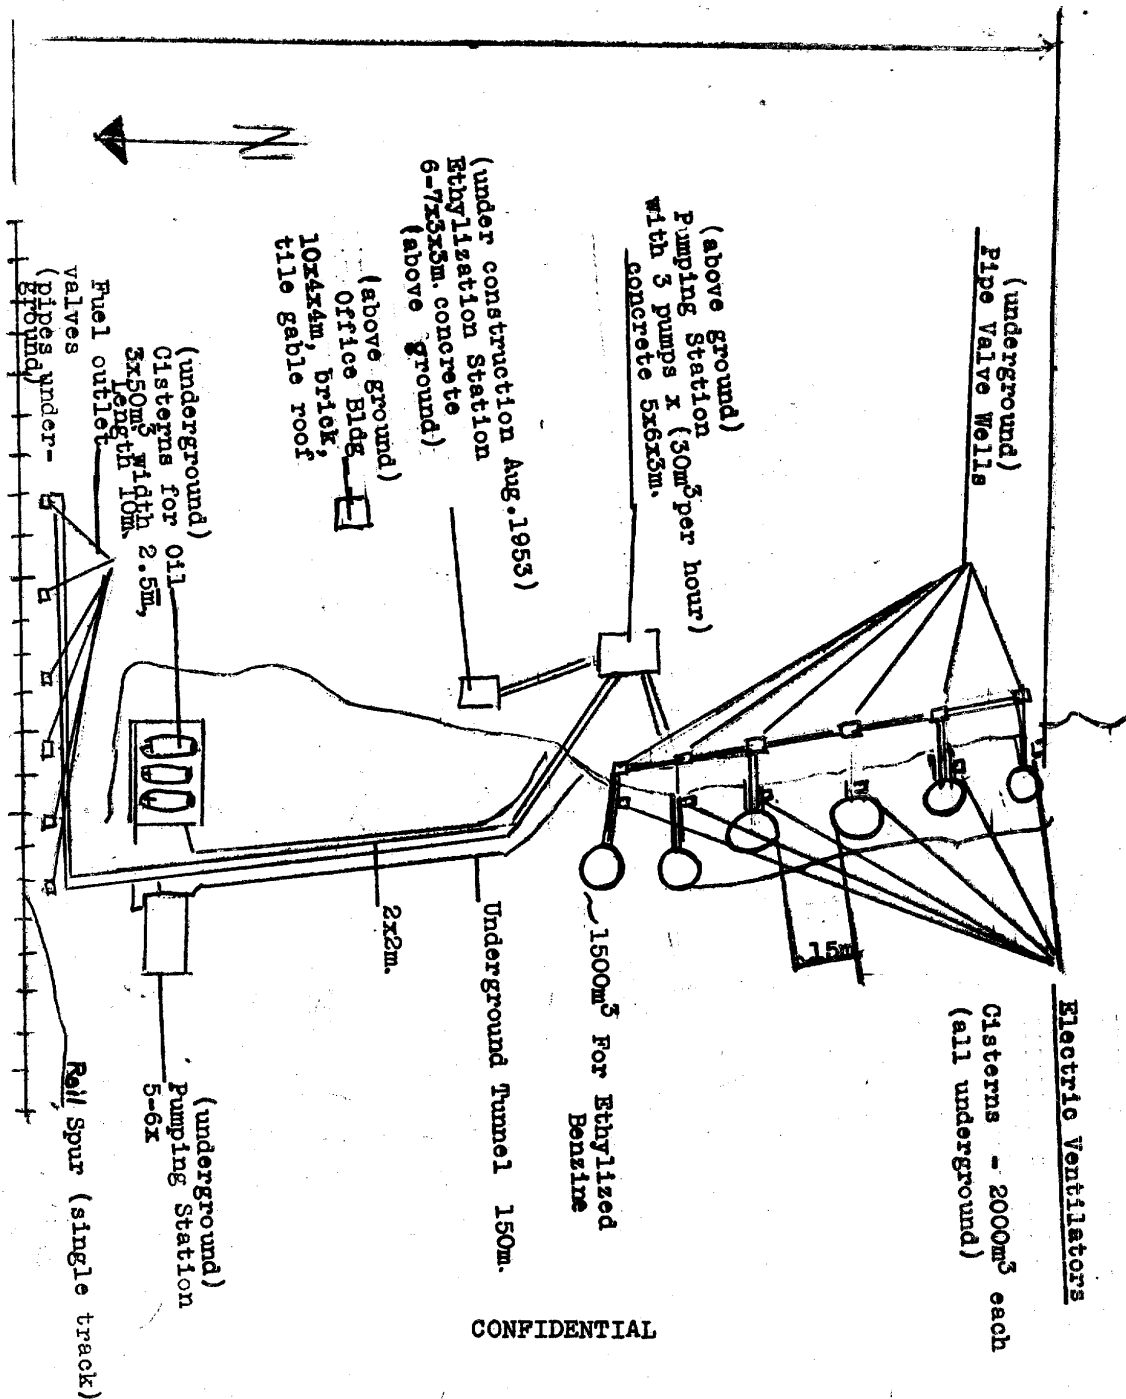 Electric Ventilators
Cisterns - 2000m³ each
(all underground)
(underground)
Pipe Valve Wells
15m
(above ground)
Pumping Station
with 3 pumps x (30m³per hour)
concrete 5x6x3m.
~1500m³ For Ethylized
Benzine
(under construction Aug.1953)
Ethylization Station
6-7x3x3m.concrete
(above ground)
Underground Tunnel 150m.
2x2m.
(above ground)
Office Bldg
10x4x4m, brick,
tile gable roof
N
(underground)
Cisterns for Oil
3x50m³ width 2.5m,
Length 10m.
(underground)
Pumping Station
5-6x
Fuel outlet
valves
(pipes under-
ground)
Rail Spur (single track)
CONFIDENTIAL